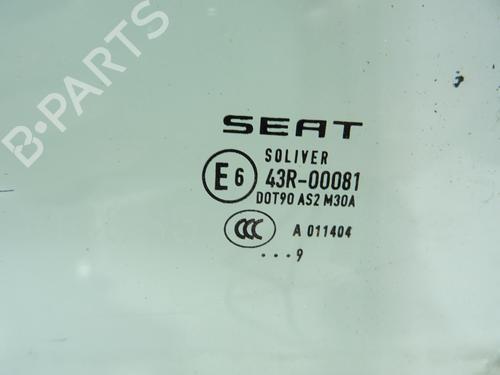 B-PARTS
SEAT
SOLIVER
E6 43R-00081
DOT90 AS2 M30A
CCC A 011404
...9